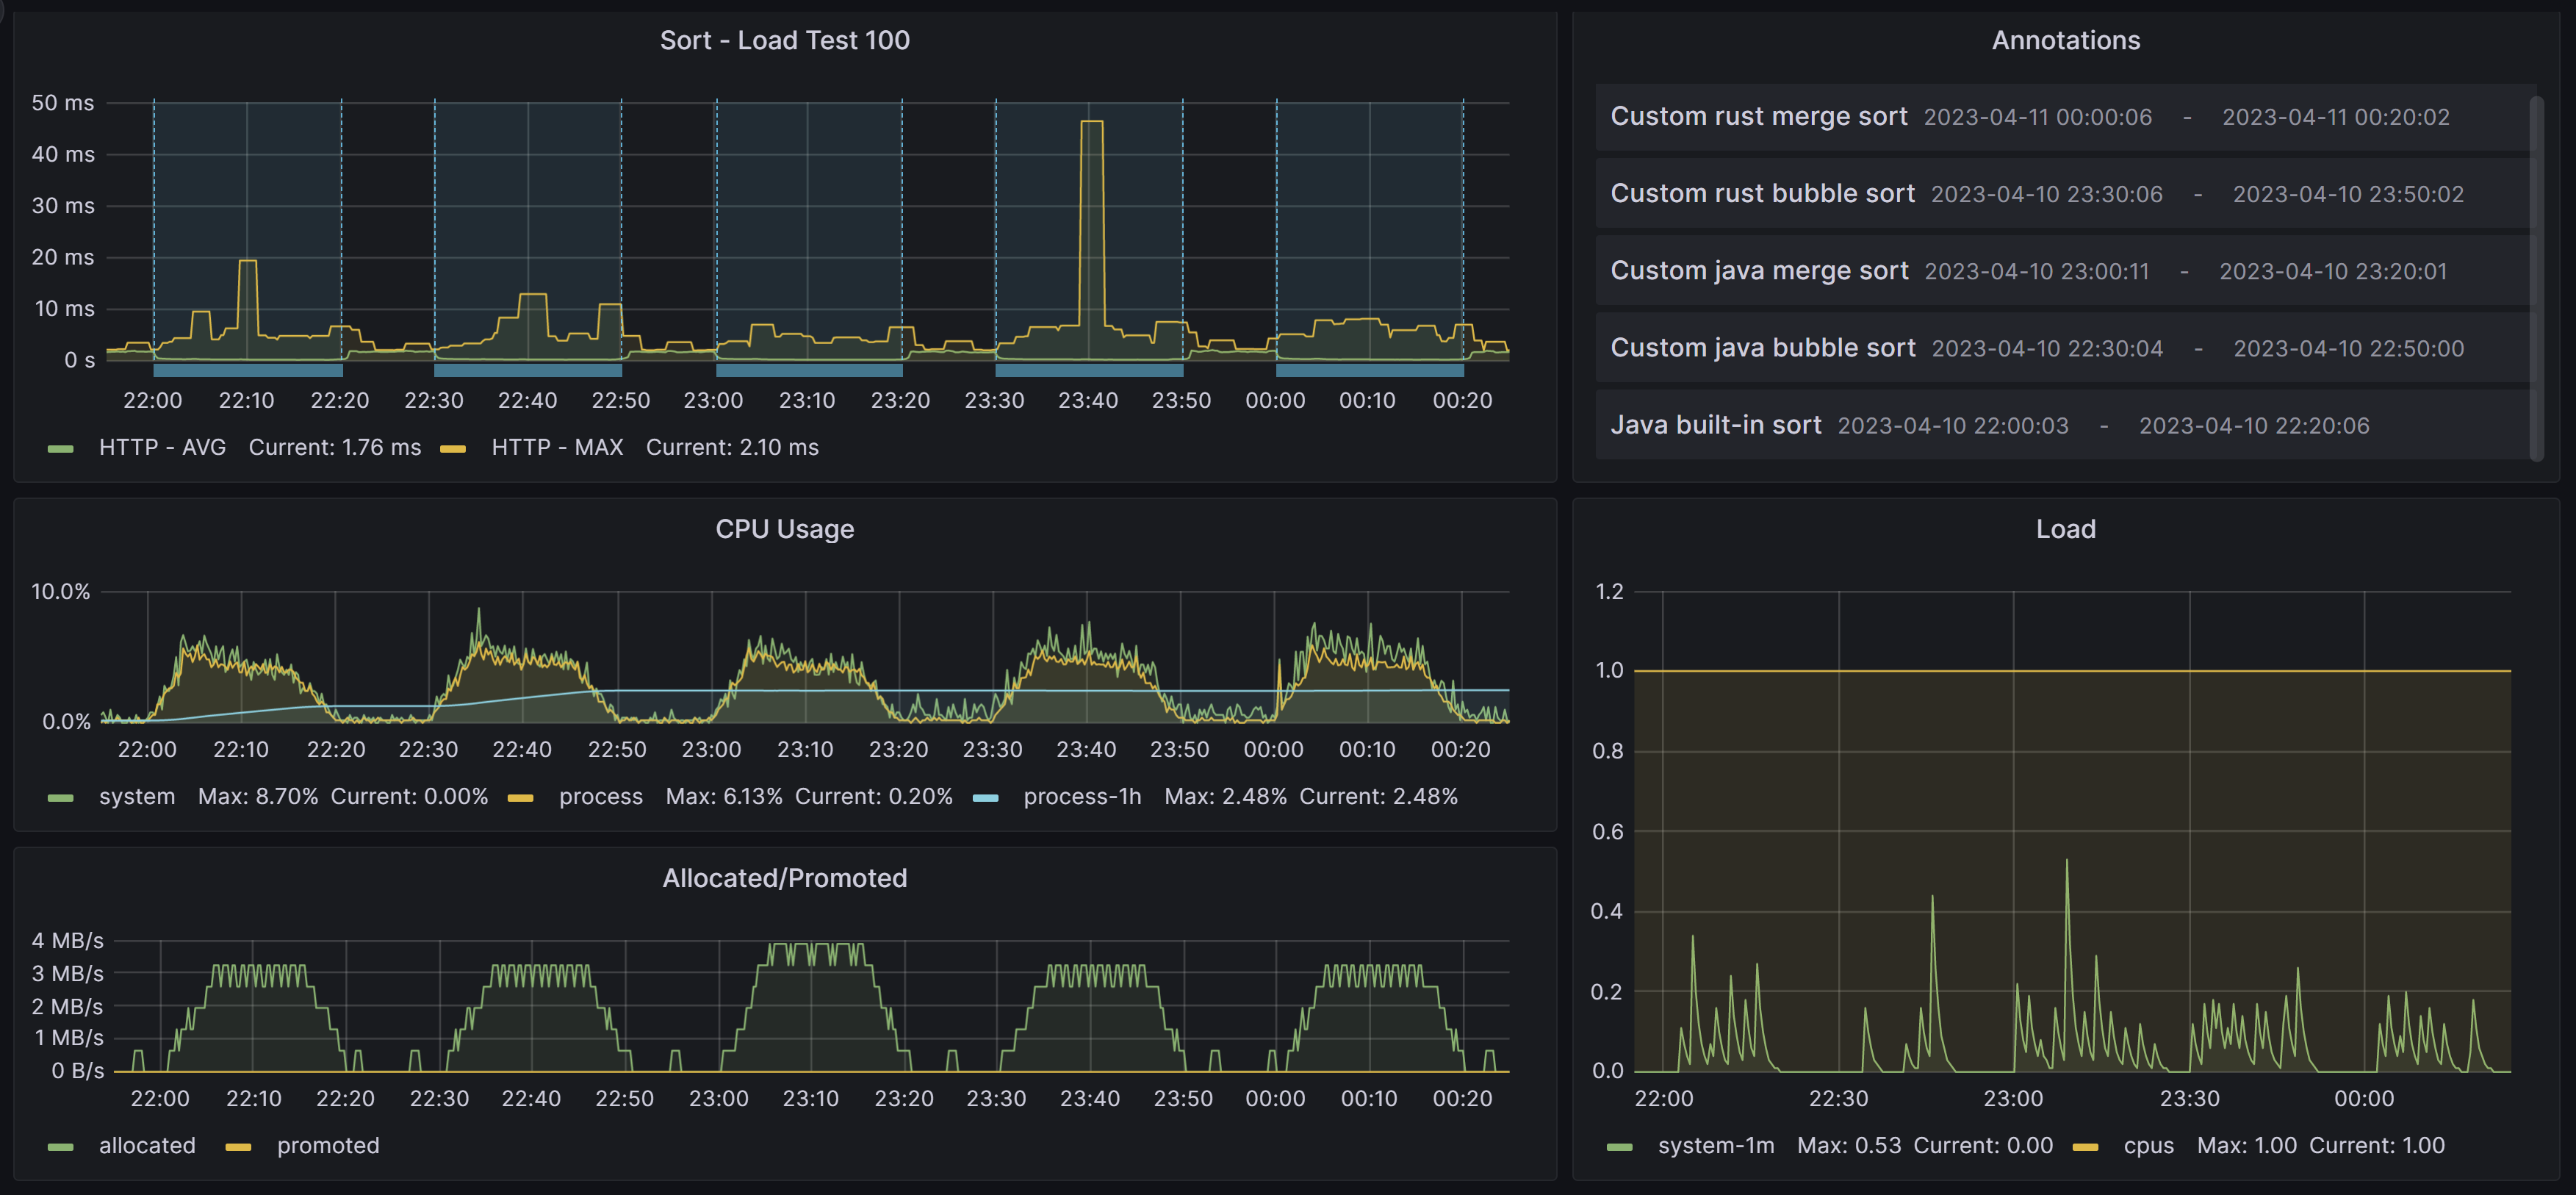 Sort - Load Test 100
50 ms
40 ms
30 ms
20 ms
10 ms
0 s
22:00 22:10 22:20 22:30 22:40 22:50 23:00 23:10 23:20 23:30 23:40 23:50 00:00 00:10 00:20
HTTP - AVG Current: 1.76 ms HTTP - MAX Current: 2.10 ms
Annotations
Custom rust merge sort 2023-04-11 00:00:06 - 2023-04-11 00:20:02
Custom rust bubble sort 2023-04-10 23:30:06 - 2023-04-10 23:50:02
Custom java merge sort 2023-04-10 23:00:11 - 2023-04-10 23:20:01
Custom java bubble sort 2023-04-10 22:30:04 - 2023-04-10 22:50:00
Java built-in sort 2023-04-10 22:00:03 - 2023-04-10 22:20:06
CPU Usage
10.0%
0.0%
22:00 22:10 22:20 22:30 22:40 22:50 23:00 23:10 23:20 23:30 23:40 23:50 00:00 00:10 00:20
system Max: 8.70% Current: 0.00% process Max: 6.13% Current: 0.20% process-1h Max: 2.48% Current: 2.48%
Allocated/Promoted
4 MB/s
3 MB/s
2 MB/s
1 MB/s
0 B/s
22:00 22:10 22:20 22:30 22:40 22:50 23:00 23:10 23:20 23:30 23:40 23:50 00:00 00:10 00:20
allocated promoted
Load
1.2
1.0
0.8
0.6
0.4
0.2
0.0
22:00 22:30 23:00 23:30 00:00
system-1m Max: 0.53 Current: 0.00 cpus Max: 1.00 Current: 1.00